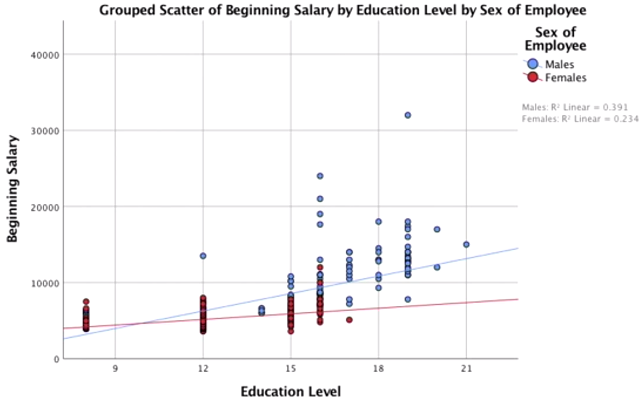 Grouped Scatter of Beginning Salary by Education Level by Sex of Employee
Sex of
Employee
Males
Females
Males: R² Linear = 0.391
Females: R² Linear = 0.234
Beginning Salary
40000
30000
20000
10000
0
9
12
15
18
21
Education Level